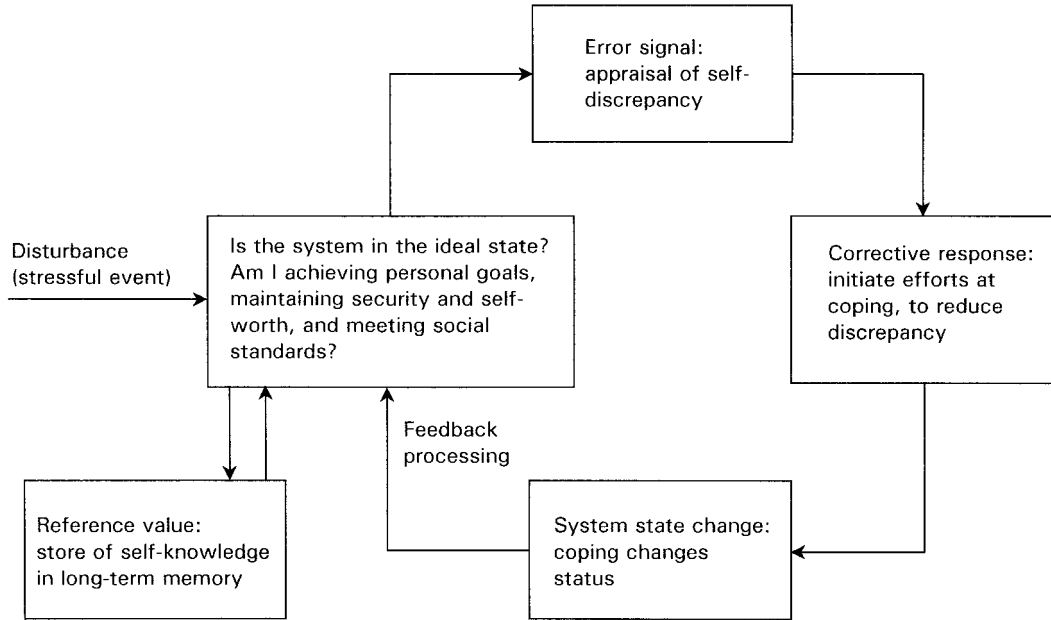 Error signal:
appraisal of self-
discrepancy
Disturbance
(stressful event)
Is the system in the ideal state?
Am I achieving personal goals,
maintaining security and self-
worth, and meeting social
standards?
Corrective response:
initiate efforts at
coping, to reduce
discrepancy
Feedback
processing
Reference value:
store of self-knowledge
in long-term memory
System state change:
coping changes
status